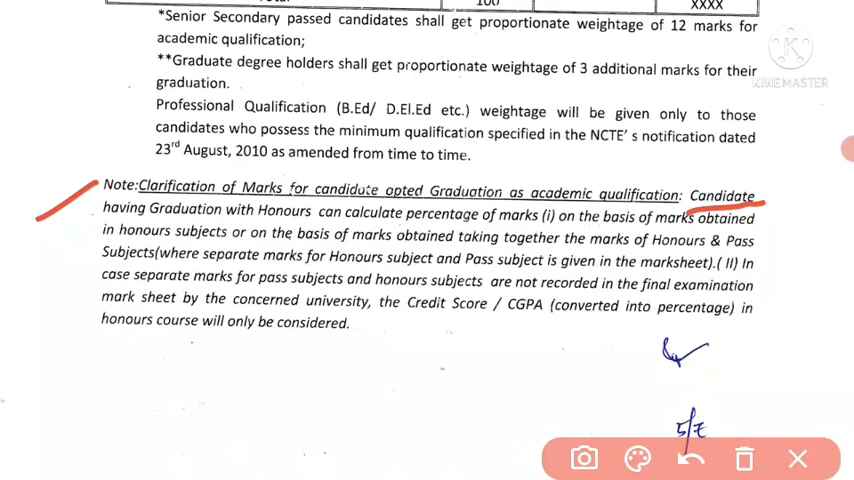 100
XXXX
*Senior Secondary passed candidates shall get proportionate weightage of 12 marks for
academic qualification;
**Graduate degree holders shall get proportionate weightage of 3 additional marks for their
graduation.
Professional Qualification (B.Ed/ D.El.Ed etc.) weightage will be given only to those
candidates who possess the minimum qualification specified in the NCTE's notification dated
23rd August, 2010 as amended from time to time.
Note:Clarification of Marks for candidute opted Graduation as academic qualification: Candidate
having Graduation with Honours can calculate percentage of marks (i) on the basis of marks obtained
in honours subjects or on the basis of marks obtained taking together the marks of Honours & Pass
Subjects(where separate marks for Honours subject and Pass subject is given in the marksheet).( II) In
case separate marks for pass subjects and honours subjects are not recorded in the final examination
mark sheet by the concerned university, the Credit Score / CGPA (converted into percentage) in
honours course will only be considered.
K
KINEMASTER